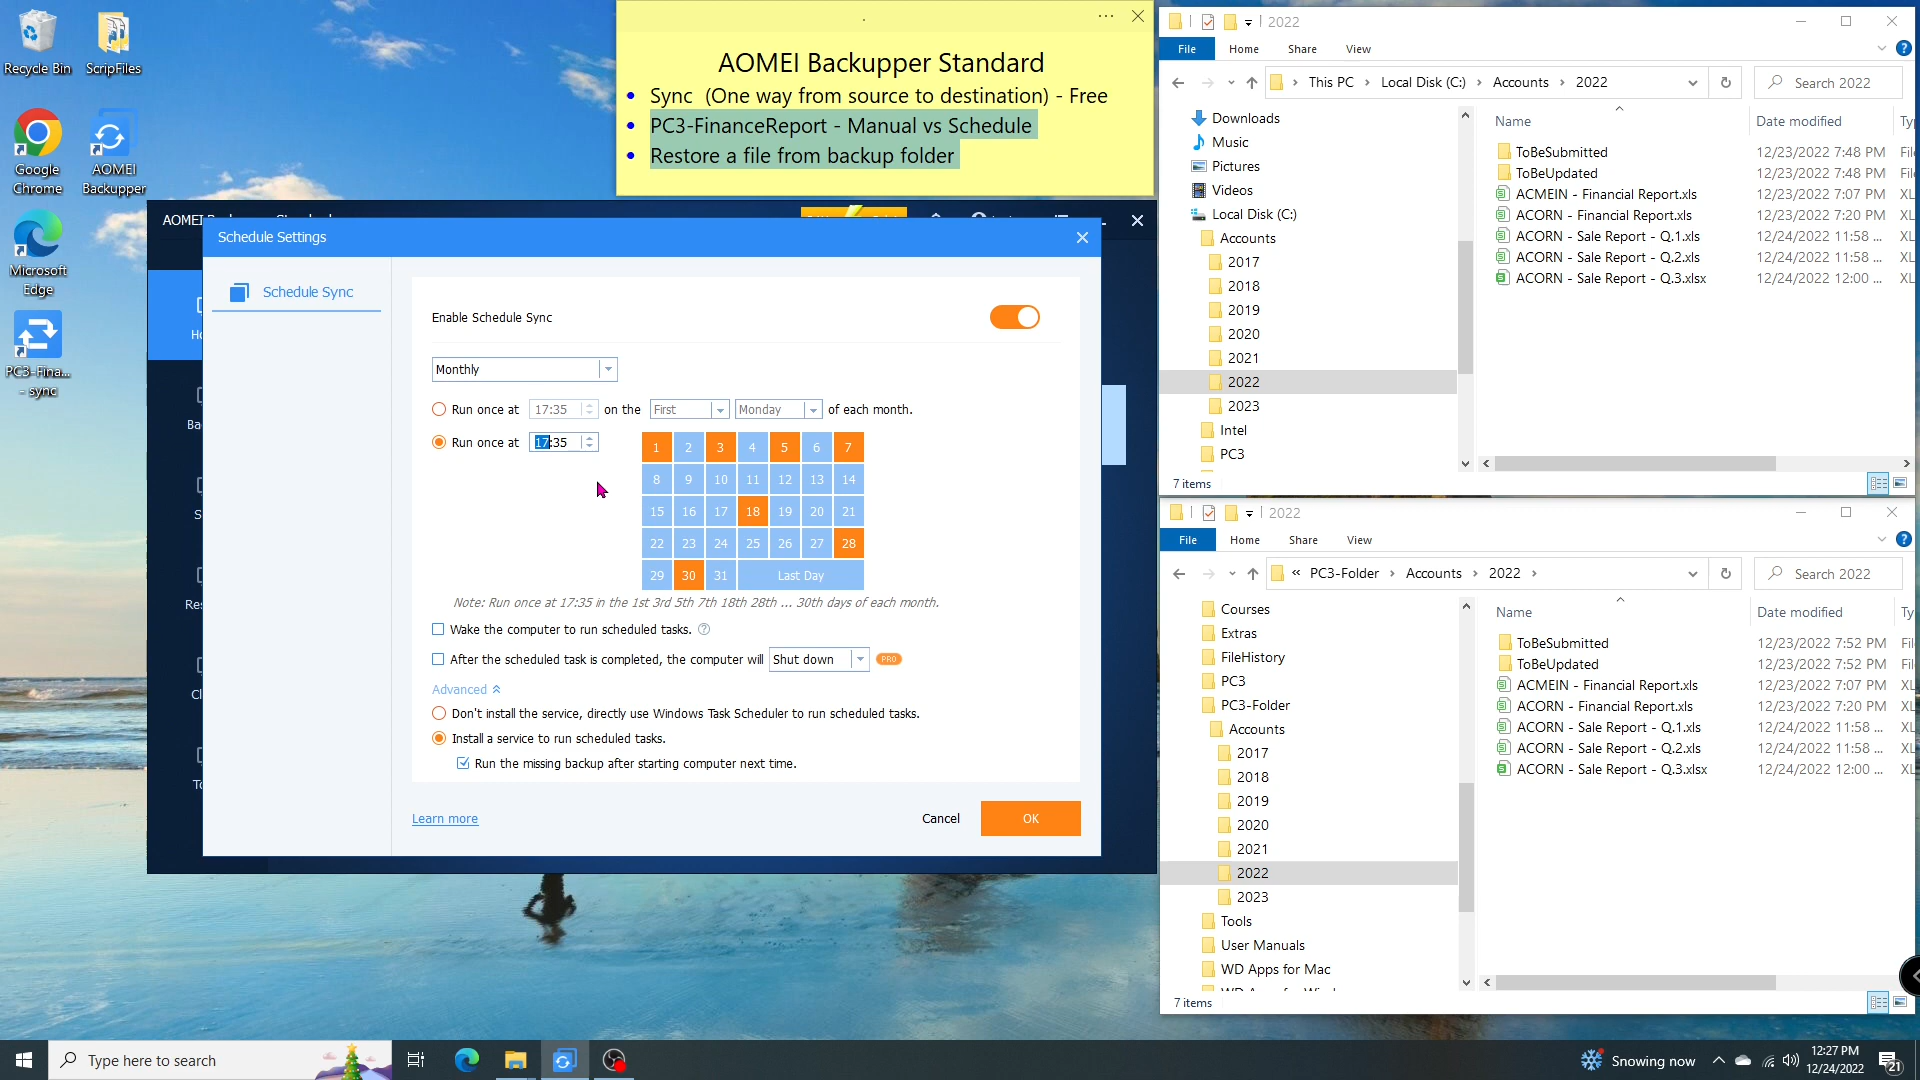 Recycle Bin
ScripFiles
Google Chrome
AOMEI Backupper
Microsoft Edge
PC3-Fina... - sync
AOMEI Backupper Standard
Sync (One way from source to destination) - Free
PC3-FinanceReport - Manual vs Schedule
Restore a file from backup folder
AOMEI
Schedule Settings
Schedule Sync
Enable Schedule Sync
Monthly
Run once at 17:35 on the First Monday of each month.
Run once at 17:35
1 2 3 4 5 6 7
8 9 10 11 12 13 14
15 16 17 18 19 20 21
22 23 24 25 26 27 28
29 30 31 Last Day
Note: Run once at 17:35 in the 1st 3rd 5th 7th 18th 28th ... 30th days of each month.
Wake the computer to run scheduled tasks. ?
After the scheduled task is completed, the computer will Shut down PRO
Advanced
Don't install the service, directly use Windows Task Scheduler to run scheduled tasks.
Install a service to run scheduled tasks.
Run the missing backup after starting computer next time.
Learn more
Cancel
OK
2022
File Home Share View
This PC > Local Disk (C:) > Accounts > 2022
Search 2022
Downloads
Music
Pictures
Videos
Local Disk (C:)
Accounts
2017
2018
2019
2020
2021
2022
2023
Intel
PC3
Name Date modified
ToBeSubmitted 12/23/2022 7:48 PM
ToBeUpdated 12/23/2022 7:48 PM
ACMEIN - Financial Report.xls 12/23/2022 7:07 PM
ACORN - Financial Report.xls 12/23/2022 7:20 PM
ACORN - Sale Report - Q.1.xls 12/24/2022 11:58 ...
ACORN - Sale Report - Q.2.xls 12/24/2022 11:58 ...
ACORN - Sale Report - Q.3.xlsx 12/24/2022 12:00 ...
7 items
2022
File Home Share View
« PC3-Folder > Accounts > 2022 >
Search 2022
Courses
Extras
FileHistory
PC3
PC3-Folder
Accounts
2017
2018
2019
2020
2021
2022
2023
Tools
User Manuals
WD Apps for Mac
Name Date modified
ToBeSubmitted 12/23/2022 7:52 PM
ToBeUpdated 12/23/2022 7:52 PM
ACMEIN - Financial Report.xls 12/23/2022 7:07 PM
ACORN - Financial Report.xls 12/23/2022 7:20 PM
ACORN - Sale Report - Q.1.xls 12/24/2022 11:58 ...
ACORN - Sale Report - Q.2.xls 12/24/2022 11:58 ...
ACORN - Sale Report - Q.3.xlsx 12/24/2022 12:00 ...
7 items
Type here to search
Snowing now
12:27 PM
12/24/2022
21